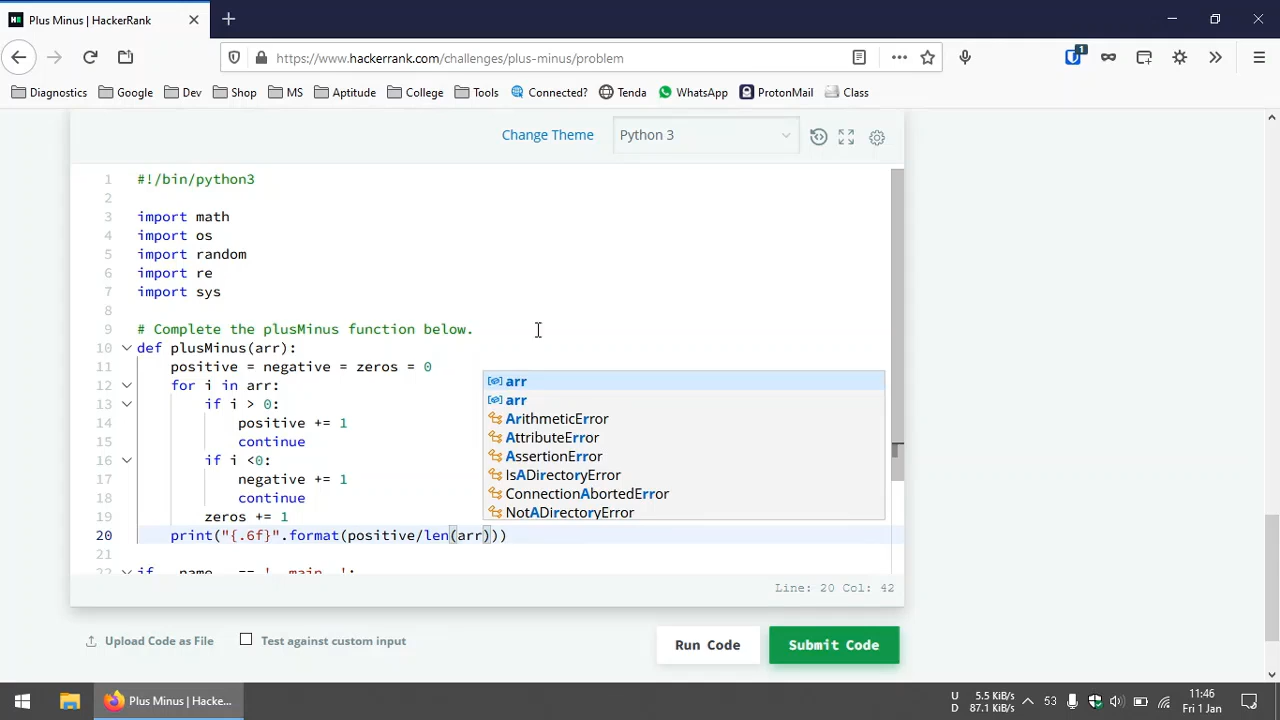 Plus Minus | HackerRank
https://www.hackerrank.com/challenges/plus-minus/problem
1
Diagnostics Google Dev Shop MS Aptitude College Tools Connected? Tenda WhatsApp ProtonMail Class
Change Theme Python 3
1 #!/bin/python3
2
3 import math
4 import os
5 import random
6 import re
7 import sys
8
9 # Complete the plusMinus function below.
10 def plusMinus(arr):
11 positive = negative = zeros = 0
12 for i in arr:
13 if i > 0:
14 positive += 1
15 continue
16 if i <0:
17 negative += 1
18 continue
19 zeros += 1
20 print("{.6f}".format(positive/len(arr)))
21
22 if __name__ == '__main__':
arr
arr
ArithmeticError
AttributeError
AssertionError
IsADirectoryError
ConnectionAbortedError
NotADirectoryError
Line: 20 Col: 42
Upload Code as File Test against custom input Run Code Submit Code
Plus Minus | Hacke...
U 5.5 KiB/s
D 87.1 KiB/s
53
11:46
Fri 1 Jan